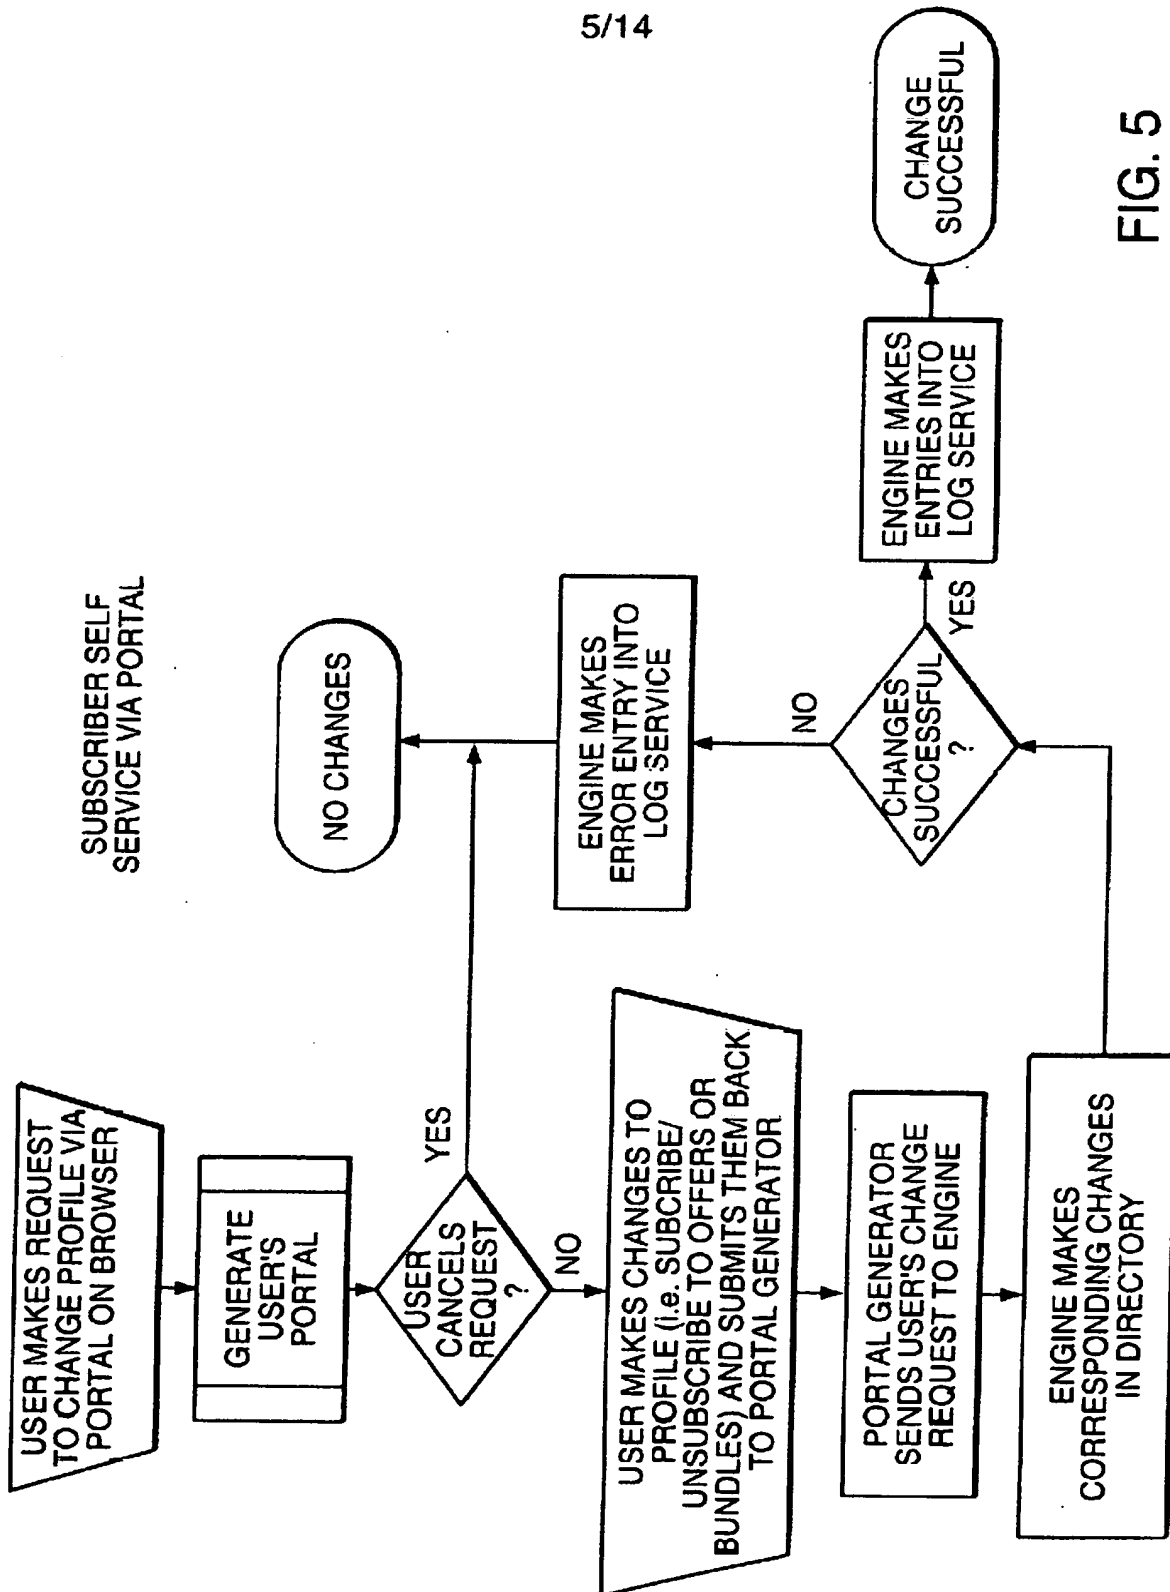 5/14
SUBSCRIBER SELF
SERVICE VIA PORTAL
USER MAKES REQUEST
TO CHANGE PROFILE VIA
PORTAL ON BROWSER
GENERATE
USER'S
PORTAL
USER
CANCELS
REQUEST
?
YES
NO
NO CHANGES
USER MAKES CHANGES TO
PROFILE (i.e. SUBCRIBE/
UNSUBSCRIBE TO OFFERS OR
BUNDLES) AND SUBMITS THEM BACK
TO PORTAL GENERATOR
PORTAL GENERATOR
SENDS USER'S CHANGE
REQUEST TO ENGINE
ENGINE MAKES
CORRESPONDING CHANGES
IN DIRECTORY
CHANGES
SUCCESSFUL
?
NO
ENGINE MAKES
ERROR ENTRY INTO
LOG SERVICE
YES
ENGINE MAKES
ENTRIES INTO
LOG SERVICE
CHANGE
SUCCESSFUL
FIG. 5